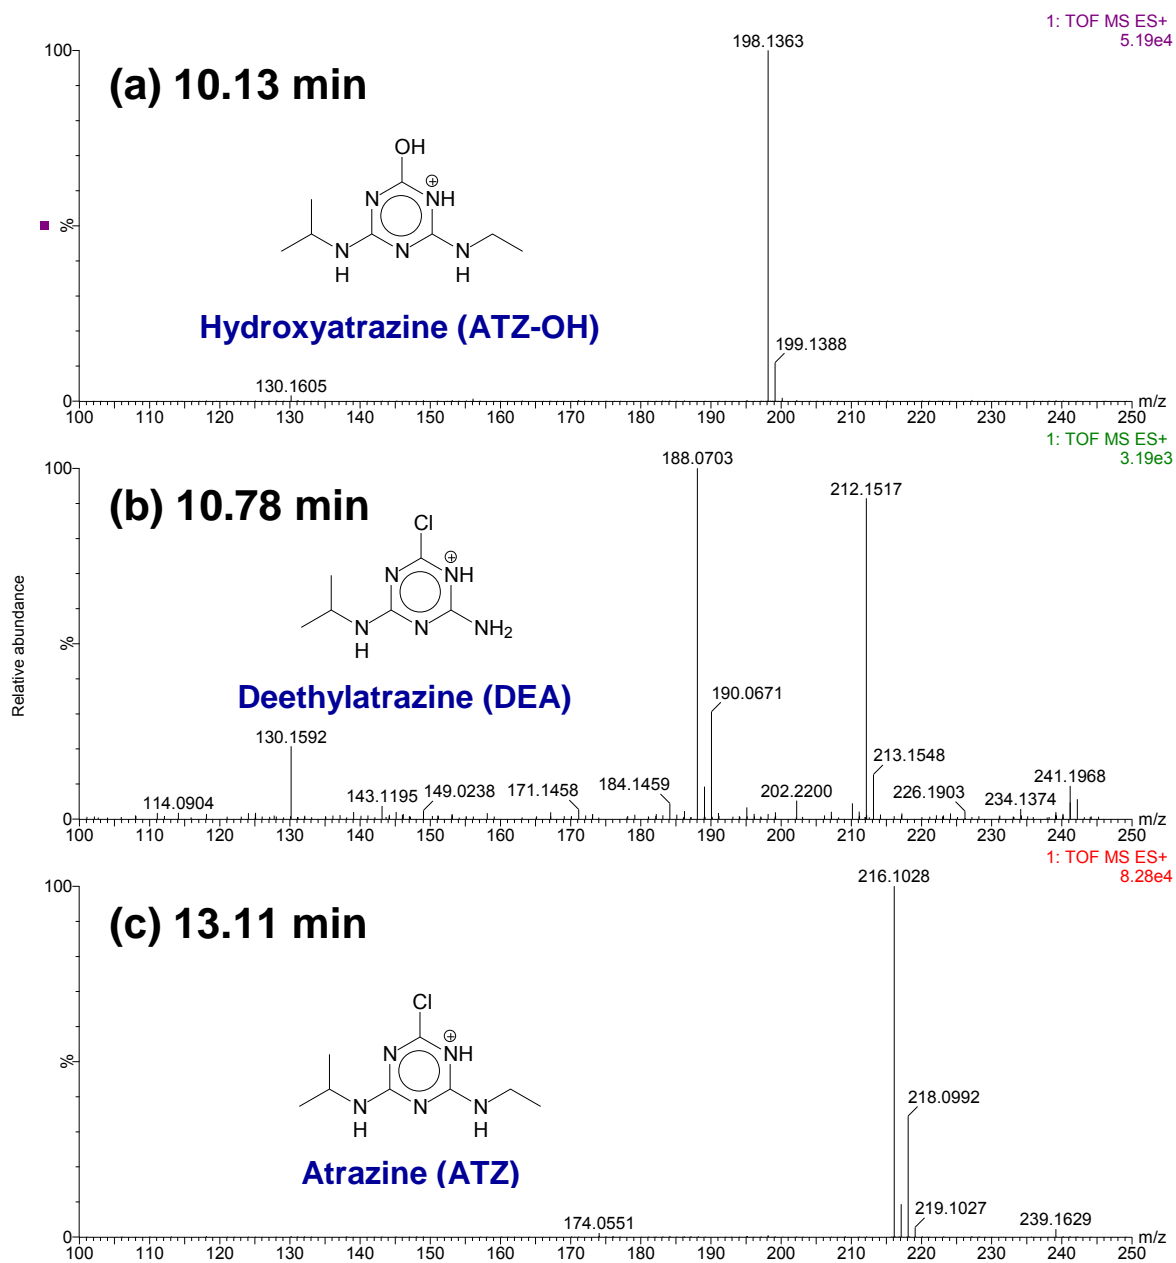 1: TOF MS ES+
5.19e4
100
198.1363
(a) 10.13 min
OH
N
NH
%
N
N
N
H
H
Hydroxyatrazine (ATZ-OH)
199.1388
130.1605
0
100 110 120 130 140 150 160 170 180 190 200 210 220 230 240 250 m/z
1: TOF MS ES+
3.19e3
100
188.0703
212.1517
(b) 10.78 min
Cl
N
NH
Relative abundance
%
N
N
NH2
H
Deethylatrazine (DEA)
190.0671
130.1592
213.1548
114.0904
143.1195
149.0238
171.1458
184.1459
202.2200
226.1903
234.1374
241.1968
0
100 110 120 130 140 150 160 170 180 190 200 210 220 230 240 250 m/z
1: TOF MS ES+
8.28e4
100
216.1028
(c) 13.11 min
Cl
N
NH
%
N
N
N
H
H
Atrazine (ATZ)
218.0992
174.0551
219.1027
239.1629
0
100 110 120 130 140 150 160 170 180 190 200 210 220 230 240 250 m/z